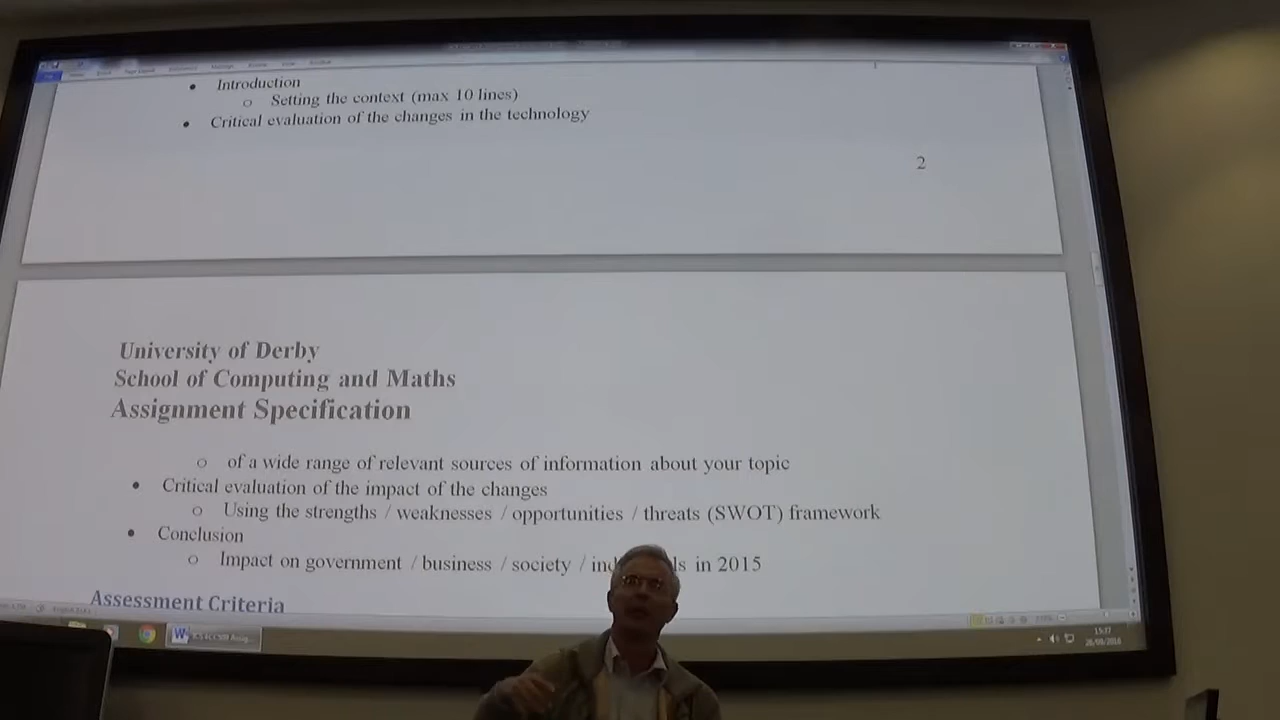 Introduction
Setting the context (max 10 lines)
Critical evaluation of the changes in the technology
2
University of Derby
School of Computing and Maths
Assignment Specification
of a wide range of relevant sources of information about your topic
Critical evaluation of the impact of the changes
Using the strengths / weaknesses / opportunities / threats (SWOT) framework
Conclusion
Impact on government / business / society / in 2015
Assessment Criteria
15:37